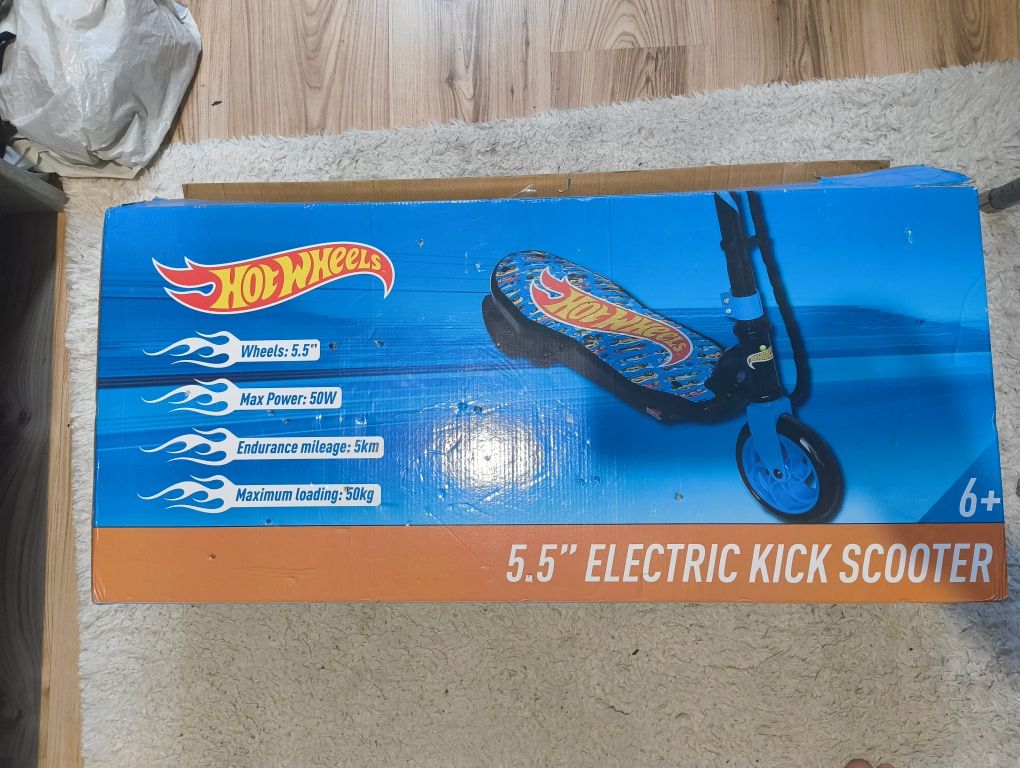 HOT WHEELS
Wheels: 5.5"
Max Power: 50W
Endurance mileage: 5km
Maximum loading: 50kg
HOT WHEELS
6+
5.5” ELECTRIC KICK SCOOTER